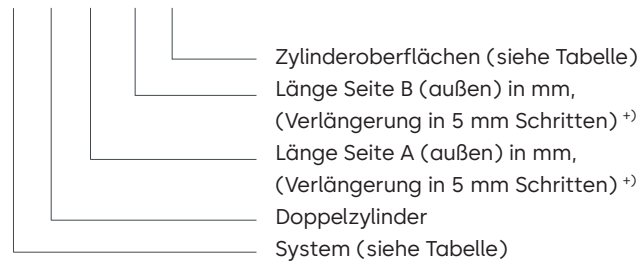 Zylinderoberflächen (siehe Tabelle)
Länge Seite B (außen) in mm,
(Verlängerung in 5 mm Schritten) +)
Länge Seite A (außen) in mm,
(Verlängerung in 5 mm Schritten) +)
Doppelzylinder
System (siehe Tabelle)